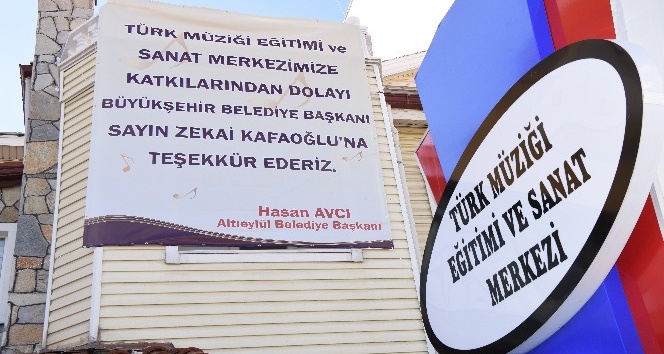 TÜRK MÜZİĞİ EĞİTİMİ ve
SANAT MERKEZİMİZE
KATKILARINDAN DOLAYI
BÜYÜKŞEHİR BELEDİYE BAŞKANI
SAYIN ZEKAİ KAFAOĞLU'NA
TEŞEKKÜR EDERİZ.
Hasan AVCI
Altıeylül Belediye Başkanı
TÜRK MÜZİĞİ
EĞİTİMİ VE SANAT
MERKEZİ